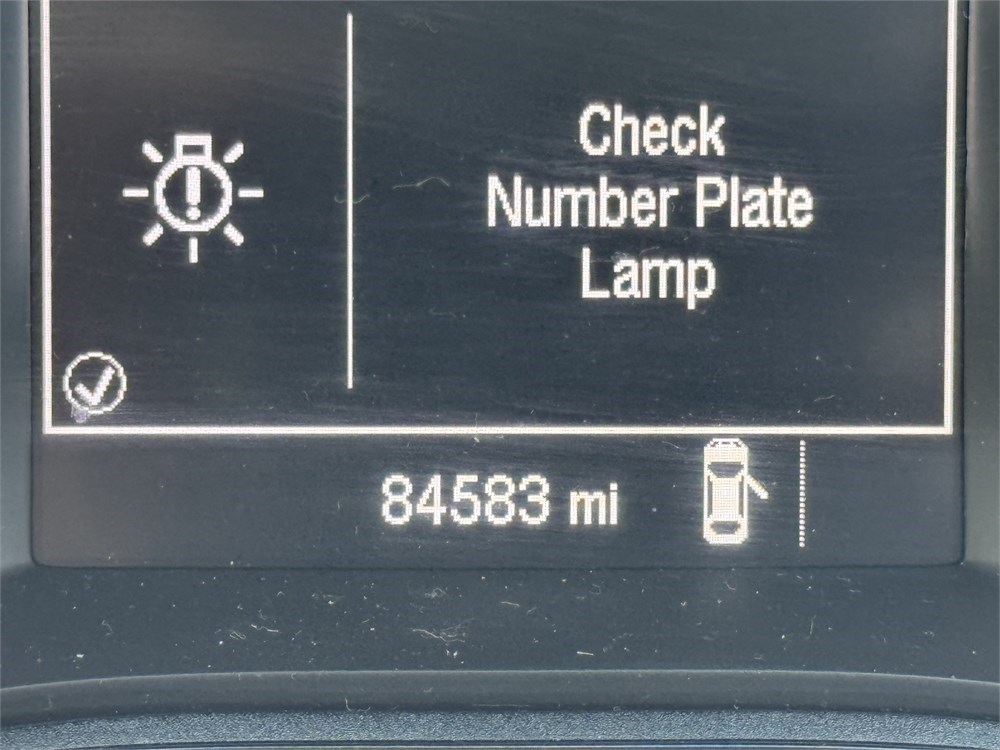 Check
Number Plate
Lamp
84583 mi